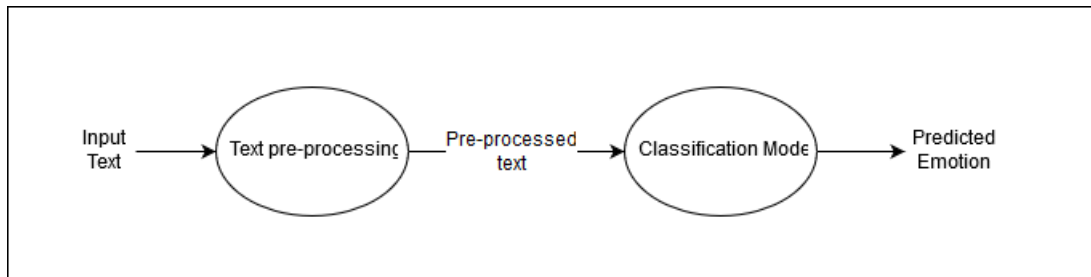 Input
Text
Text pre-processing
Pre-processed
text
Classification Mode
Predicted
Emotion